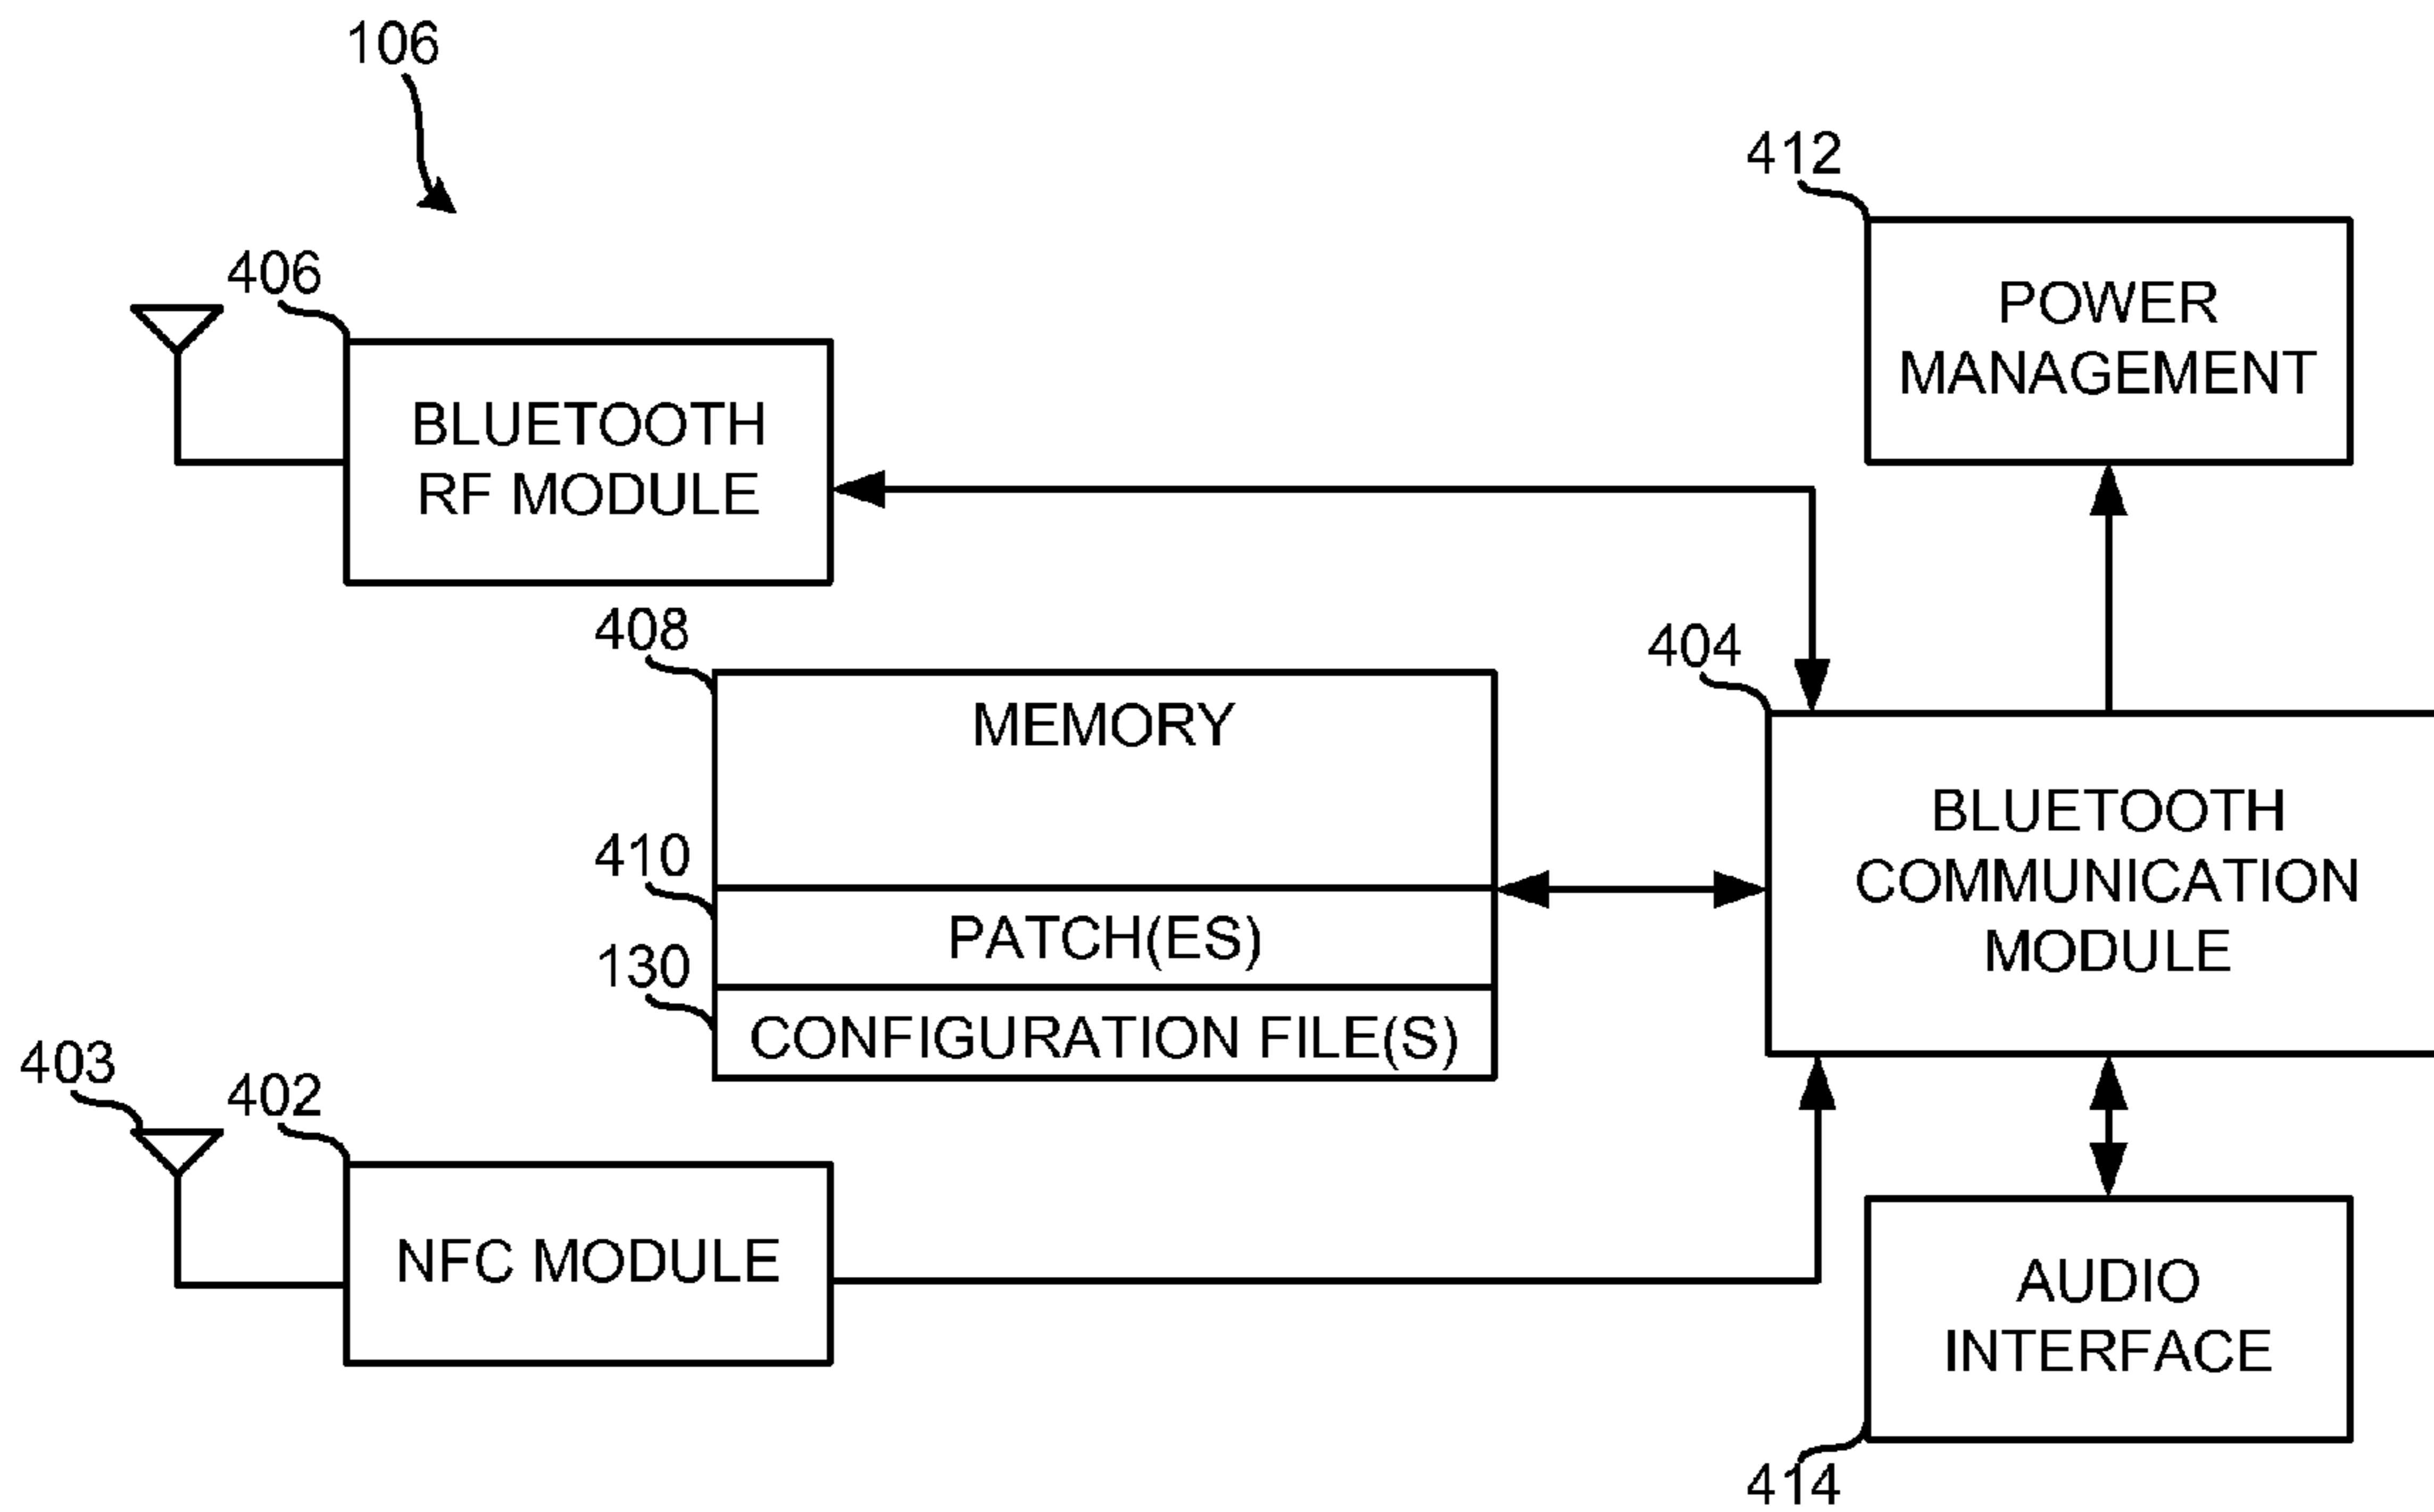 106
412
POWER
MANAGEMENT
406
BLUETOOTH
RF MODULE
408
MEMORY
404
BLUETOOTH
COMMUNICATION
MODULE
410
PATCH(ES)
130
CONFIGURATION FILE(S)
403
402
NFC MODULE
AUDIO
INTERFACE
414